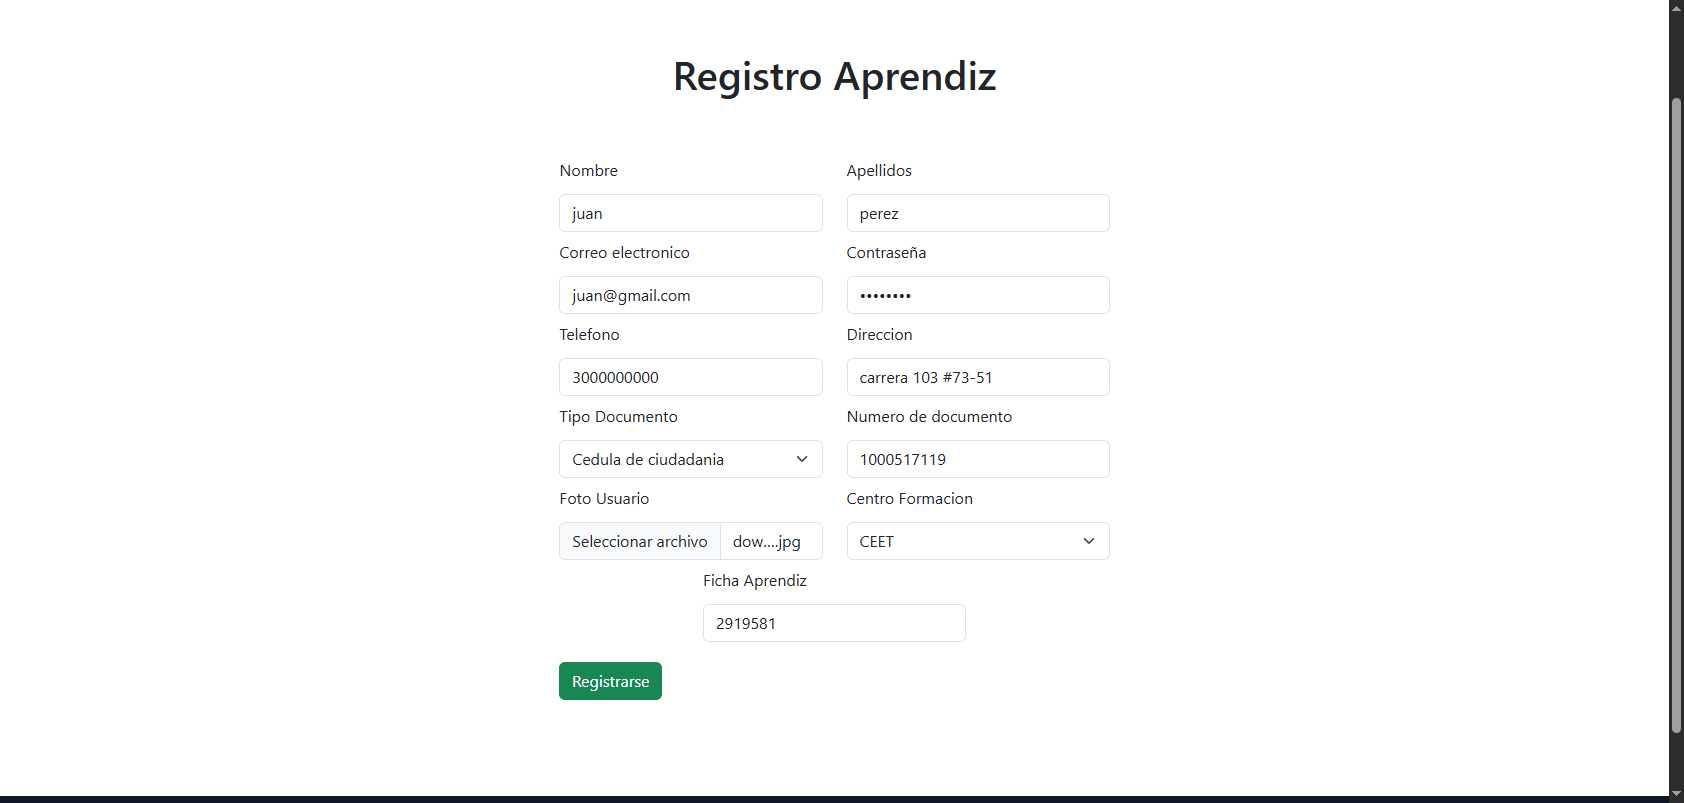 Registro Aprendiz
Nombre Apellidos
juan perez
Correo electronico Contraseña
juan@gmail.com ••••••••
Telefono Direccion
3000000000 carrera 103 #73-51
Tipo Documento Numero de documento
Cedula de ciudadania 1000517119
Foto Usuario Centro Formacion
Seleccionar archivo dow....jpg CEET
Ficha Aprendiz
2919581
Registrarse